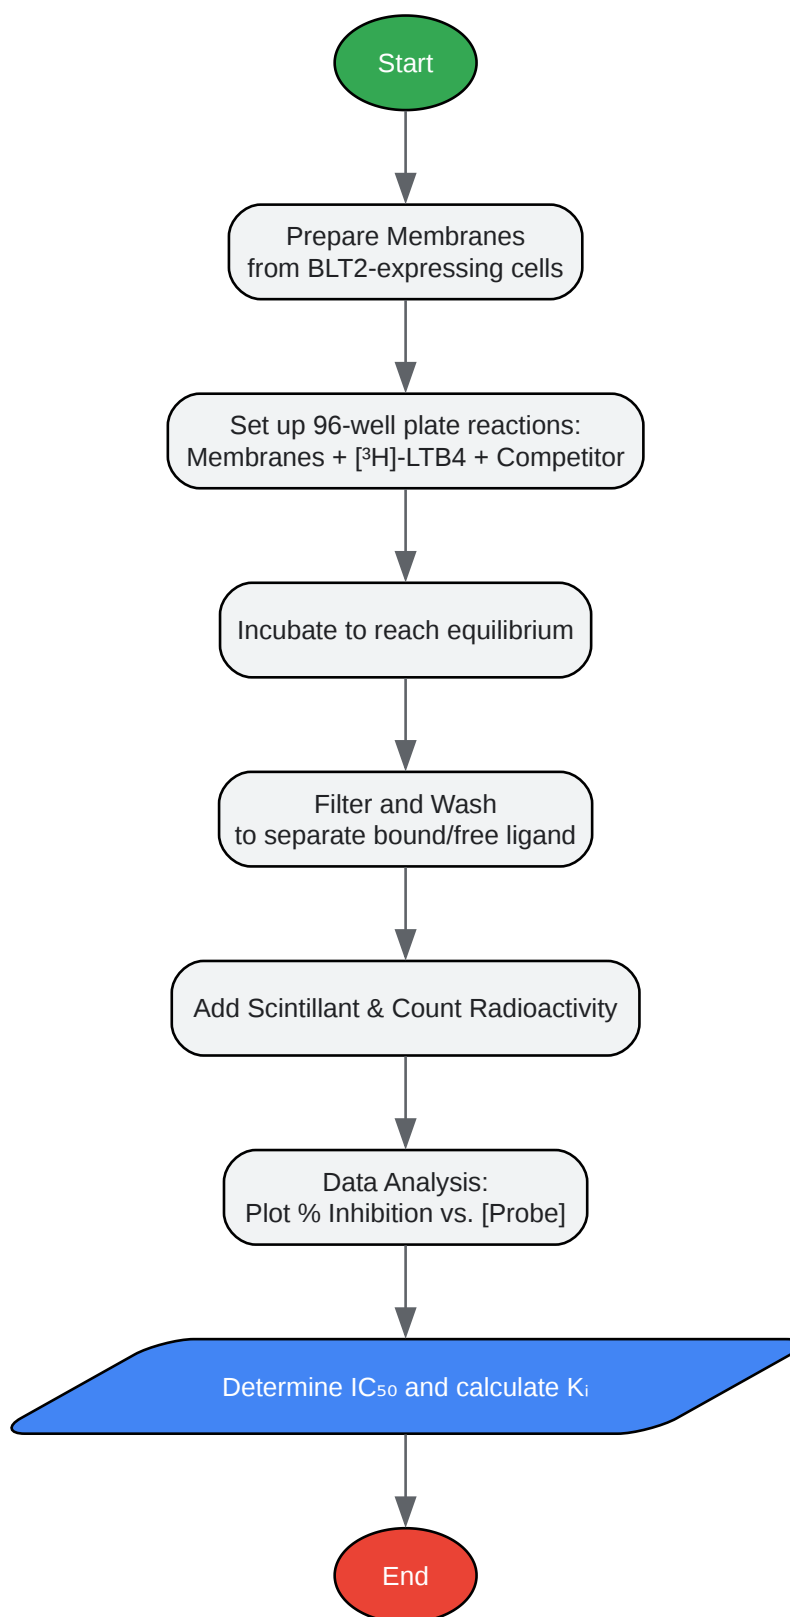 Start
Prepare Membranes
from BLT2-expressing cells
Set up 96-well plate reactions:
Membranes + [³H]-LTB4 + Competitor
Incubate to reach equilibrium
Filter and Wash
to separate bound/free ligand
Add Scintillant & Count Radioactivity
Data Analysis:
Plot % Inhibition vs. [Probe]
Determine IC₅₀ and calculate Kᵢ
End